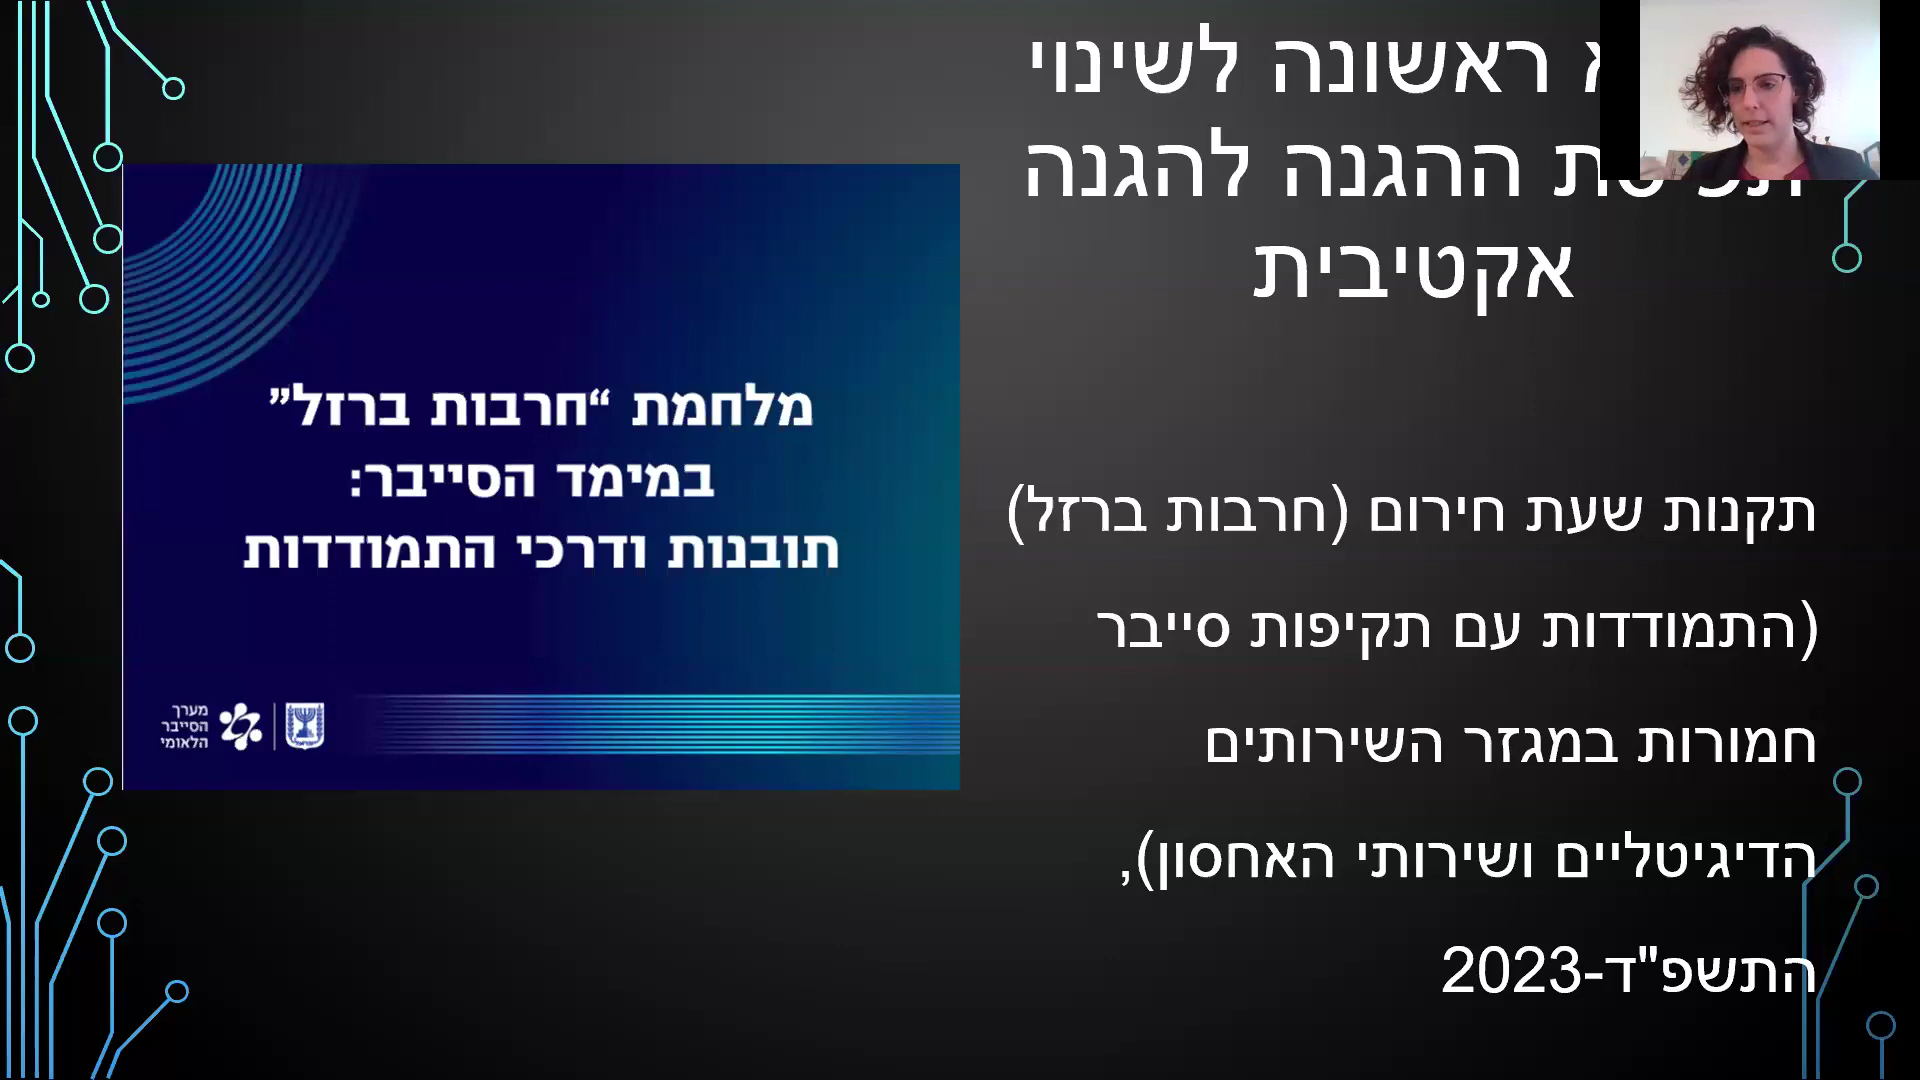 ראשונה לשינוי
ההגנה להגנה
אקטיבית
מלחמת “חרבות ברזל”
במימד הסייבר:
תובנות ודרכי התמודדות
מערך
הסייבר
הלאומי
תקנות שעת חירום (חרבות ברזל)
(התמודדות עם תקיפות סייבר
חמורות במגזר השירותים
הדיגיטליים ושירותי האחסון),
התשפ"ד-2023